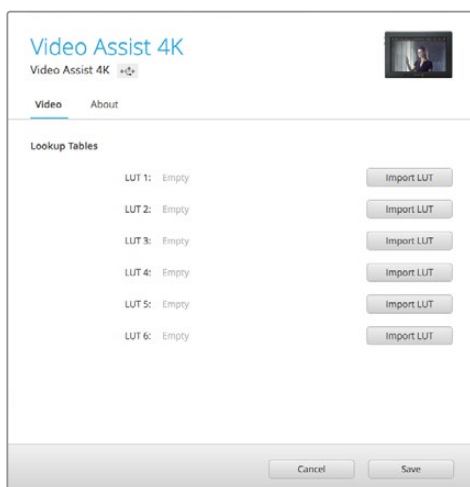 Video Assist 4K
Video Assist 4K
Video About
Lookup Tables
LUT 1: Empty Import LUT
LUT 2: Empty Import LUT
LUT 3: Empty Import LUT
LUT 4: Empty Import LUT
LUT 5: Empty Import LUT
LUT 6: Empty Import LUT
Cancel Save